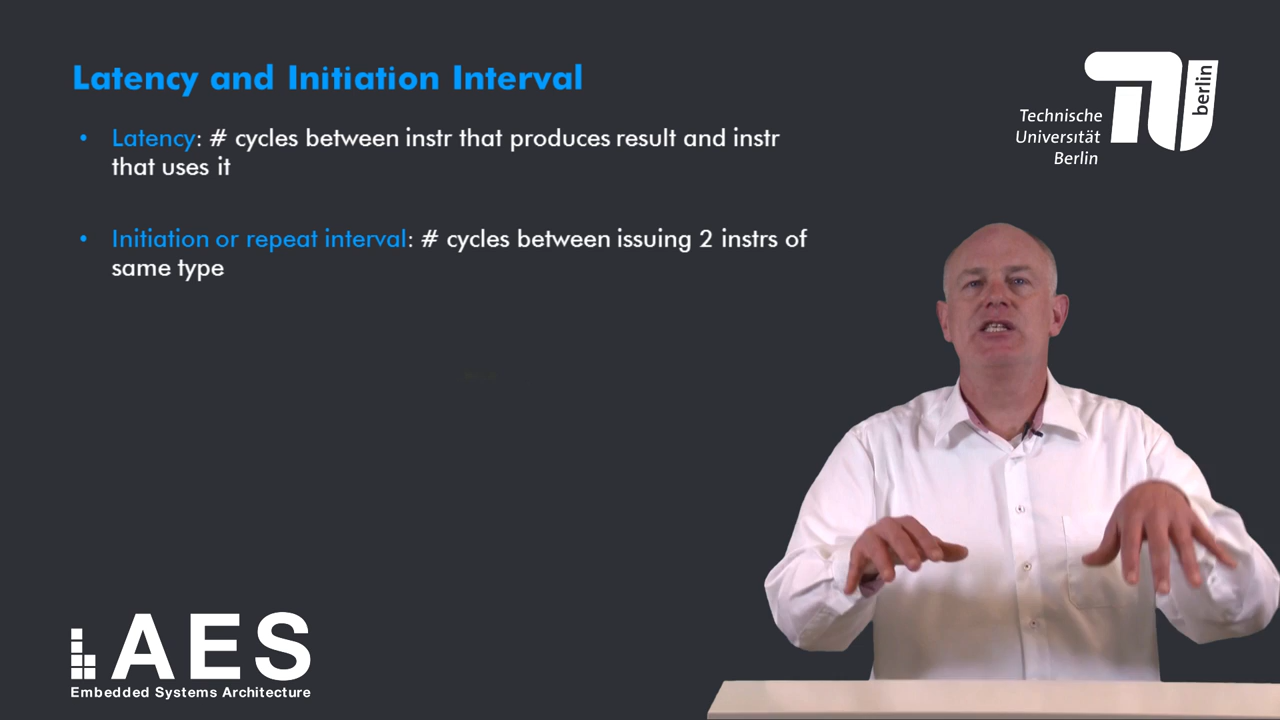 Latency and Initiation Interval
• Latency: # cycles between instr that produces result and instr
that uses it
• Initiation or repeat interval: # cycles between issuing 2 instrs of
same type
Technische
Universität
Berlin
berlin
AES
Embedded Systems Architecture